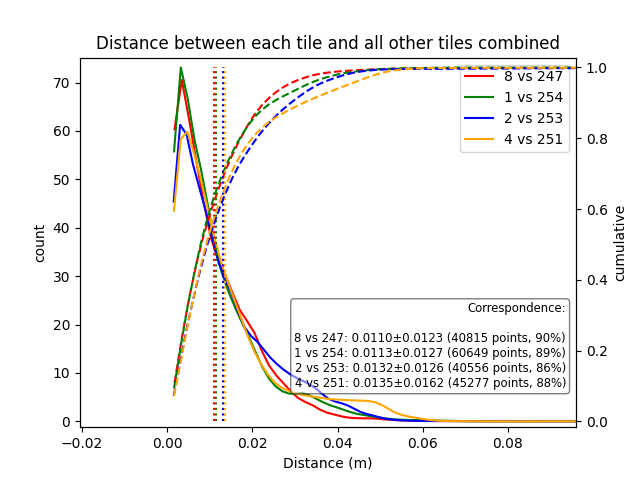 Distance between each tile and all other tiles combined
70
60
50
40
30
20
10
0
count
1.0
0.8
0.6
0.4
0.2
0.0
cumulative
8 vs 247
1 vs 254
2 vs 253
4 vs 251
Correspondence:
8 vs 247: 0.0110±0.0123 (40815 points, 90%)
1 vs 254: 0.0113±0.0127 (60649 points, 89%)
2 vs 253: 0.0132±0.0126 (40556 points, 86%)
4 vs 251: 0.0135±0.0162 (45277 points, 88%)
−0.02 0.00 0.02 0.04 0.06 0.08
Distance (m)